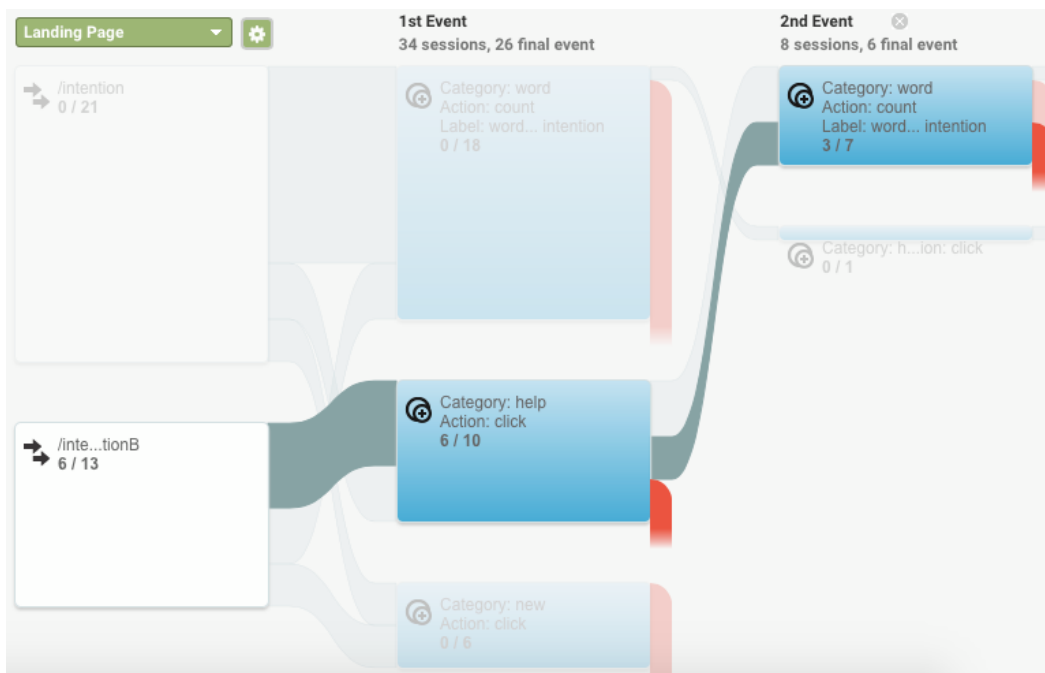 Landing Page
1st Event
34 sessions, 26 final event
2nd Event
8 sessions, 6 final event
/intention
0 / 21
/inte...tionB
6 / 13
Category: word
Action: count
Label: word... intention
0 / 18
Category: help
Action: click
6 / 10
Category: new
Action: click
0 / 6
Category: word
Action: count
Label: word... intention
3 / 7
Category: h...ion: click
0 / 1